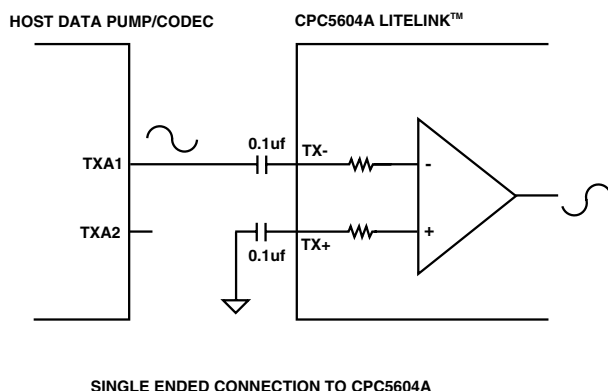 HOST DATA PUMP/CODEC
CPC5604A LITELINK™
0.1uf
TX-
TXA1
-
TXA2
+
TX+
0.1uf
SINGLE ENDED CONNECTION TO CPC5604A